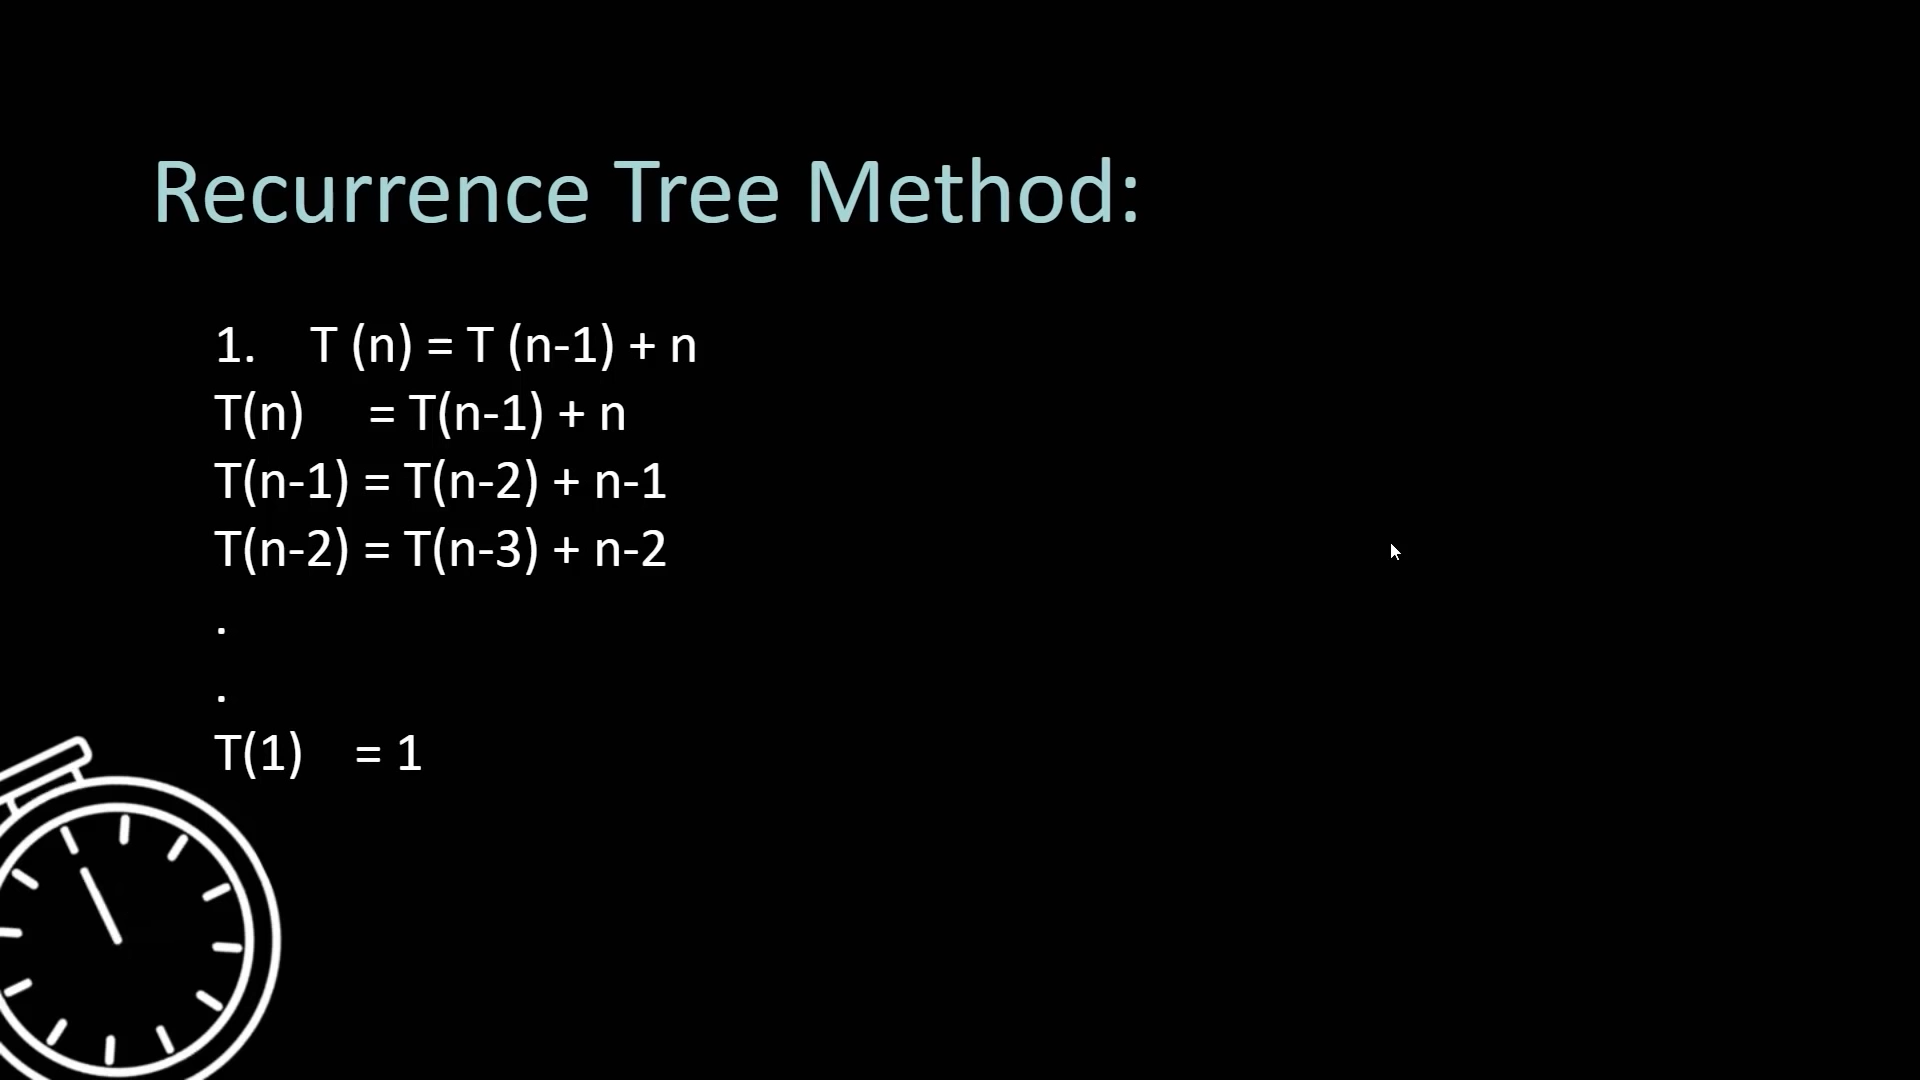 Recurrence Tree Method:
1. T (n) = T (n-1) + n
T(n) = T(n-1) + n
T(n-1) = T(n-2) + n-1
T(n-2) = T(n-3) + n-2
.
.
T(1) = 1